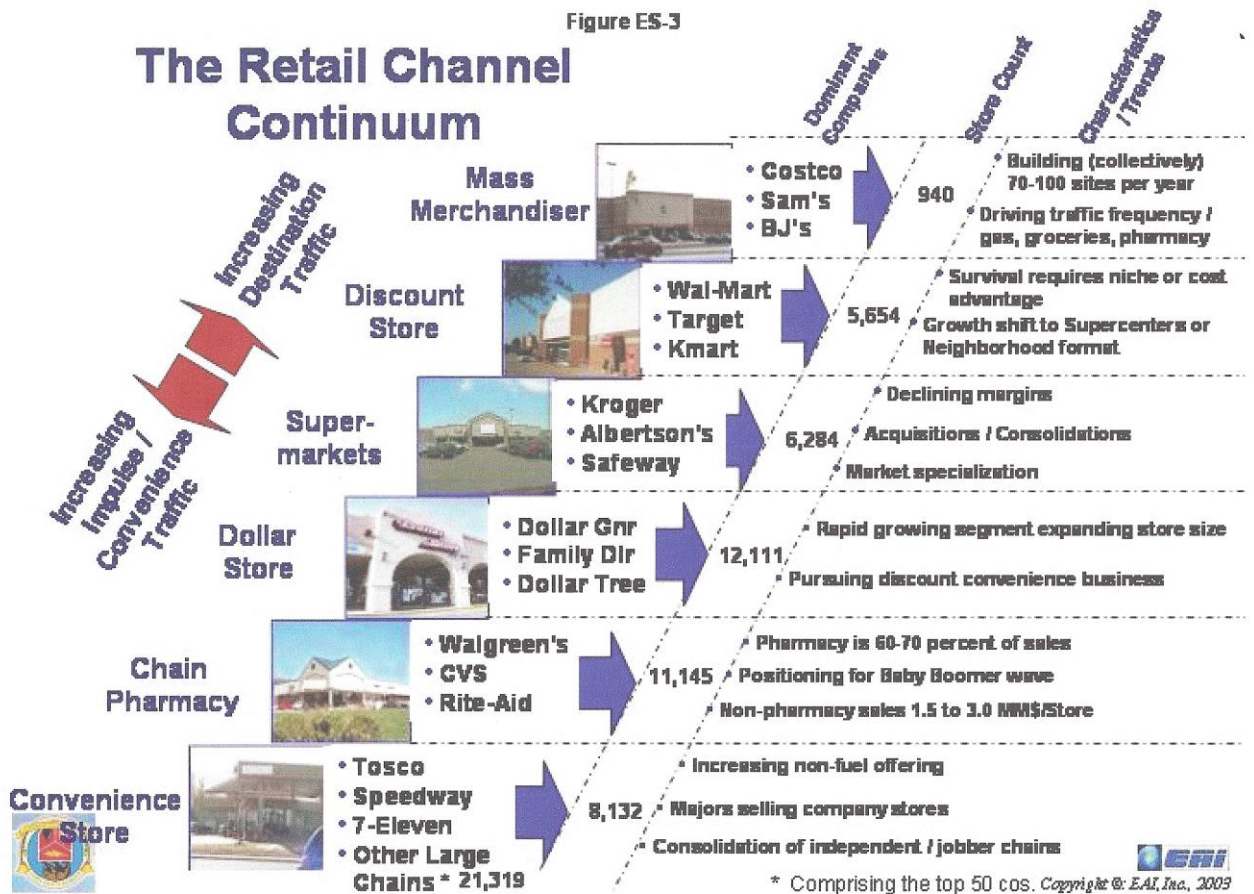 Figure ES-3
The Retail Channel
Continuum
Dominant
Companies
Store Count
Characteristics
/ Trends
Increasing
Destination
Traffic
Increasing
Impulse /
Convenience
Traffic
Mass
Merchandiser
• Costco
• Sam's
• BJ's
940
• Building (collectively)
70-100 sites per year
• Driving traffic frequency /
gas, groceries, pharmacy
Discount
Store
• Wal-Mart
• Target
• Kmart
5,654
• Survival requires niche or cost
advantage
• Growth shift to Supercenters or
Neighborhood format
Super-
markets
• Kroger
• Albertson's
• Safeway
6,284
• Declining margins
• Acquisitions / Consolidations
• Market specialization
Dollar
Store
• Dollar Gnr
• Family Dlr
• Dollar Tree
12,111
• Rapid growing segment expanding store size
• Pursuing discount convenience business
Chain
Pharmacy
• Walgreen's
• CVS
• Rite-Aid
11,145
• Pharmacy is 60-70 percent of sales
• Positioning for Baby Boomer wave
• Non-pharmacy sales 1.5 to 3.0 MM$/Store
Convenience
Store
• Tosco
• Speedway
• 7-Eleven
• Other Large
Chains * 21,319
8,132
• Increasing non-fuel offering
• Majors selling company stores
• Consolidation of independent / jobber chains
EAI
* Comprising the top 50 cos. Copyright © EAI, Inc., 2003